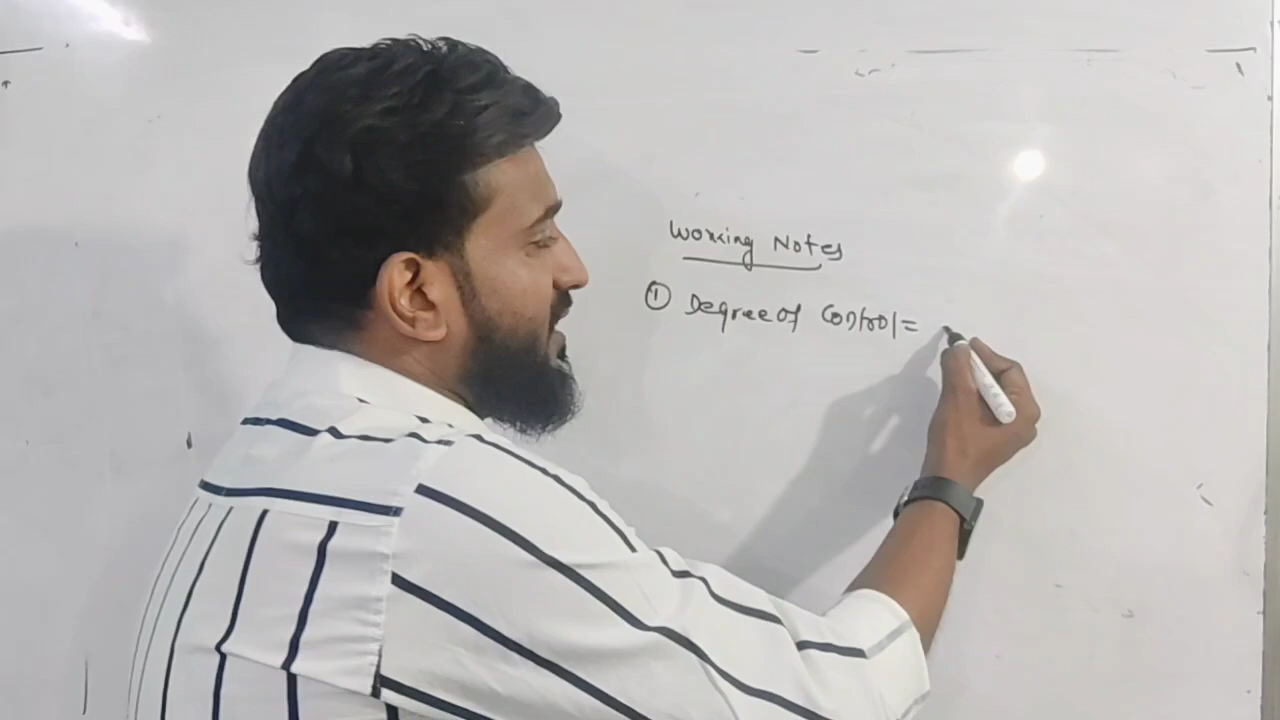 Working Notes
① Degree of Control =